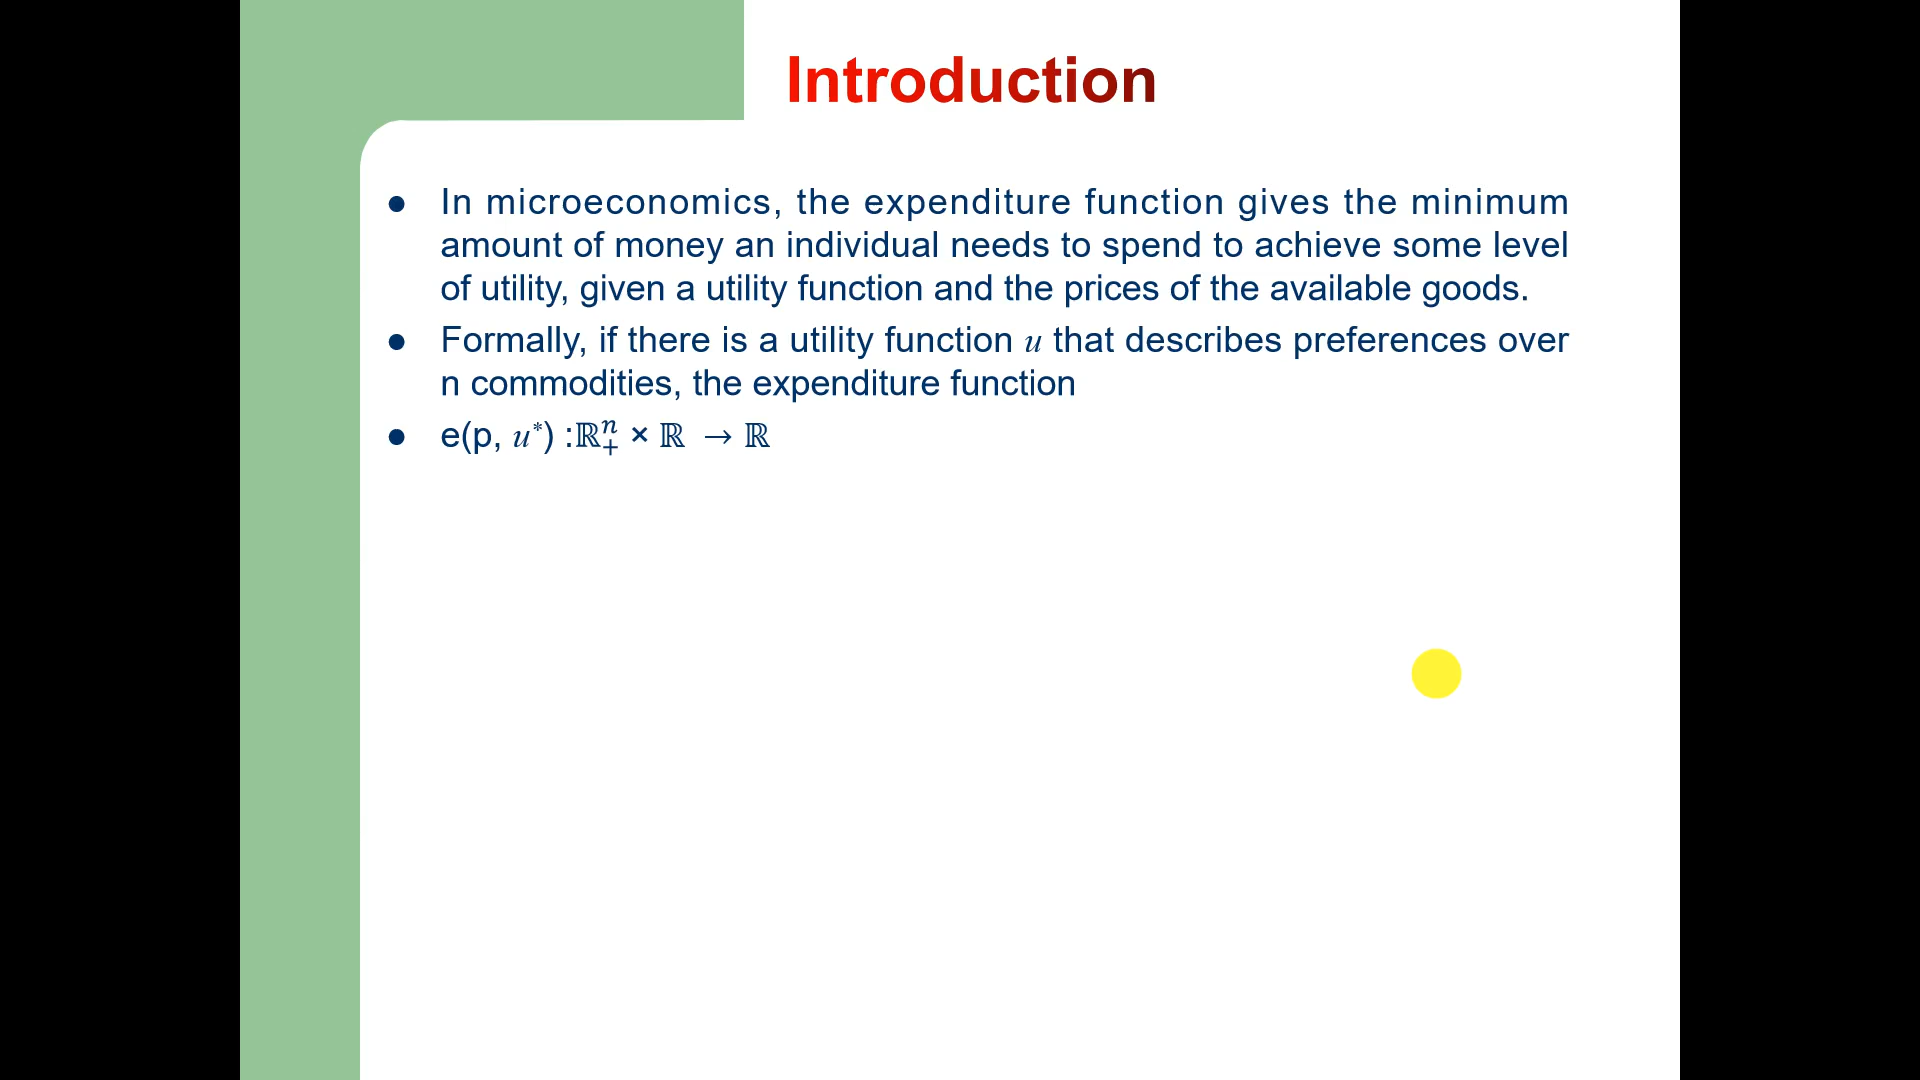 Introduction
● In microeconomics, the expenditure function gives the minimum
amount of money an individual needs to spend to achieve some level
of utility, given a utility function and the prices of the available goods.
● Formally, if there is a utility function u that describes preferences over
n commodities, the expenditure function
● e(p, u*) :ℝ₊ⁿ × ℝ → ℝ